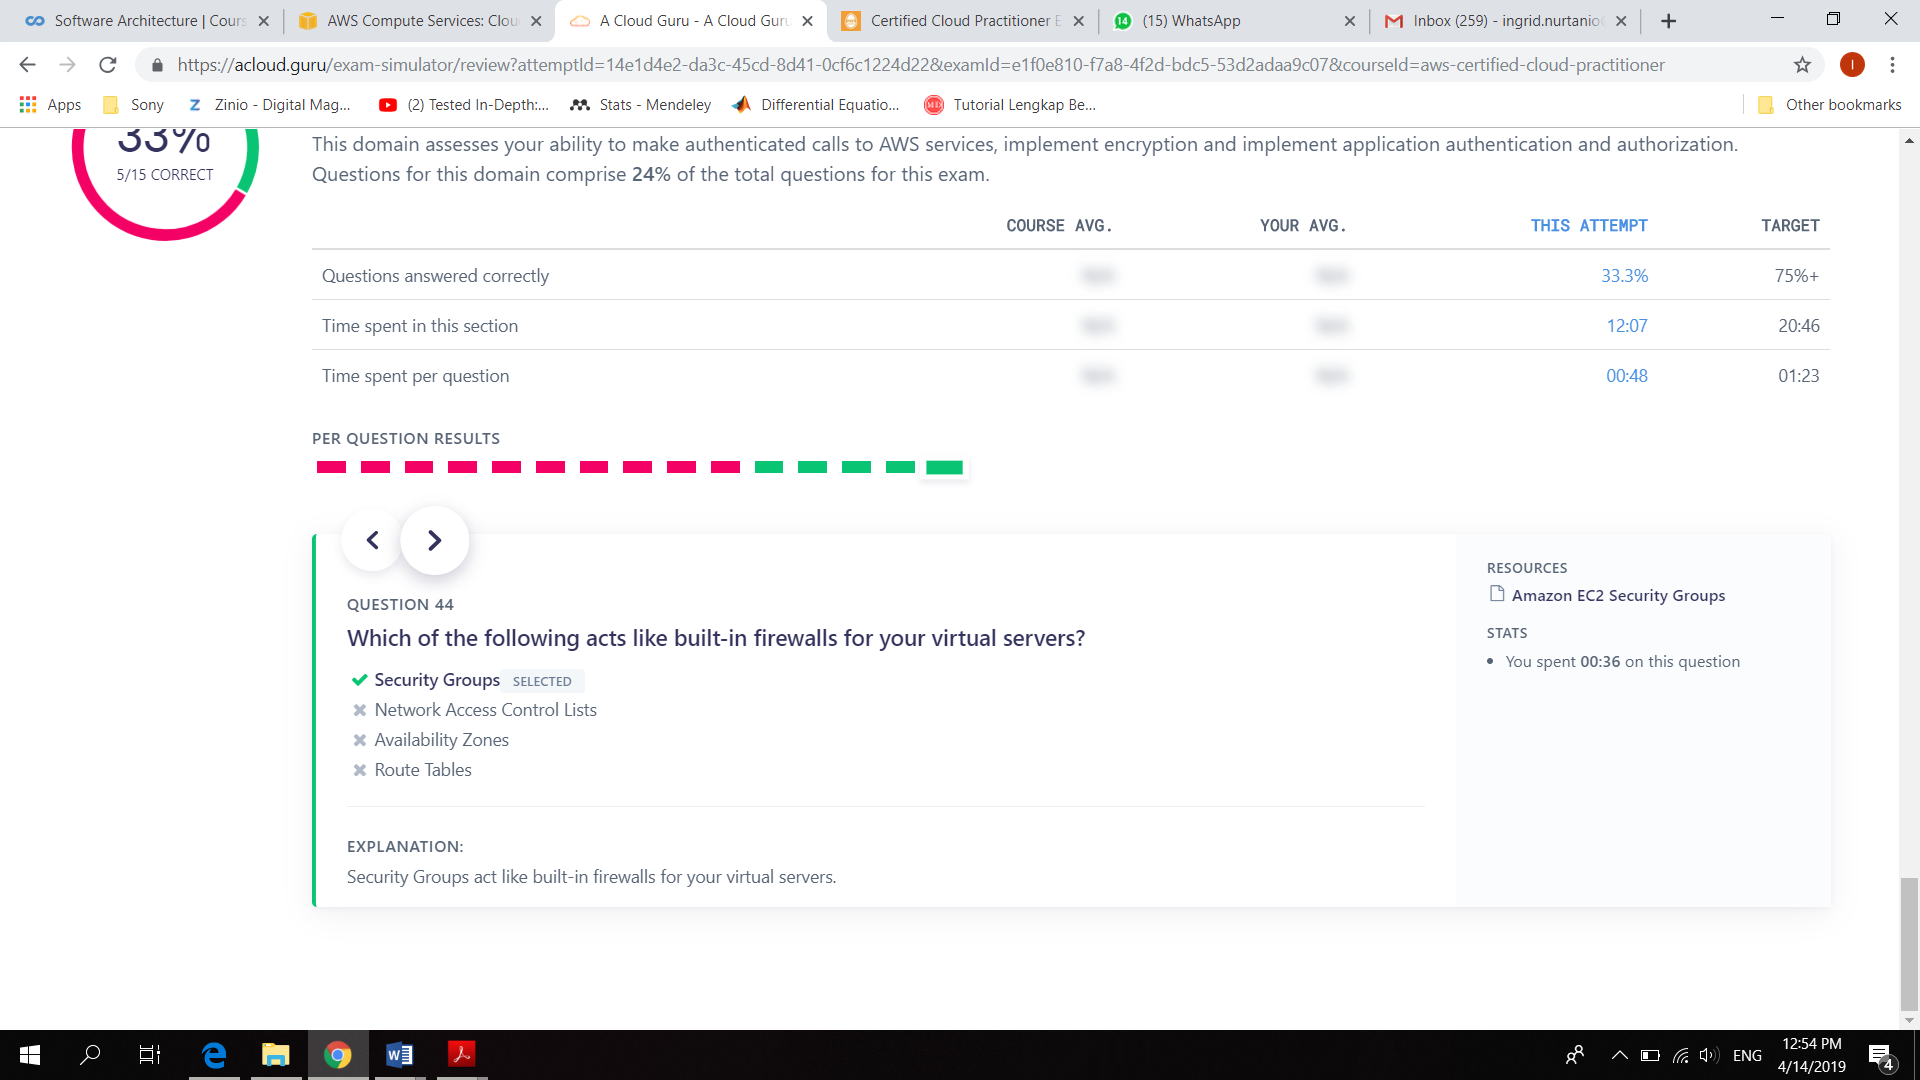 Software Architecture | Cours
AWS Compute Services: Clou
A Cloud Guru - A Cloud Guru
Certified Cloud Practitioner E
(15) WhatsApp
Inbox (259) - ingrid.nurtanio
https://acloud.guru/exam-simulator/review?attemptId=14e1d4e2-da3c-45cd-8d41-0cf6c1224d22&examId=e1f0e810-f7a8-4f2d-bdc5-53d2adaa9c07&courseId=aws-certified-cloud-practitioner
I
Apps
Sony
Zinio - Digital Mag...
(2) Tested In-Depth:...
Stats - Mendeley
Differential Equatio...
Tutorial Lengkap Be...
Other bookmarks
33%
5/15 CORRECT
This domain assesses your ability to make authenticated calls to AWS services, implement encryption and implement application authentication and authorization.
Questions for this domain comprise 24% of the total questions for this exam.
COURSE AVG. YOUR AVG. THIS ATTEMPT TARGET
Questions answered correctly 33.3% 75%+
Time spent in this section 12:07 20:46
Time spent per question 00:48 01:23
PER QUESTION RESULTS
QUESTION 44
Which of the following acts like built-in firewalls for your virtual servers?
Security Groups SELECTED
Network Access Control Lists
Availability Zones
Route Tables
EXPLANATION:
Security Groups act like built-in firewalls for your virtual servers.
RESOURCES
Amazon EC2 Security Groups
STATS
You spent 00:36 on this question
ENG
12:54 PM
4/14/2019
4